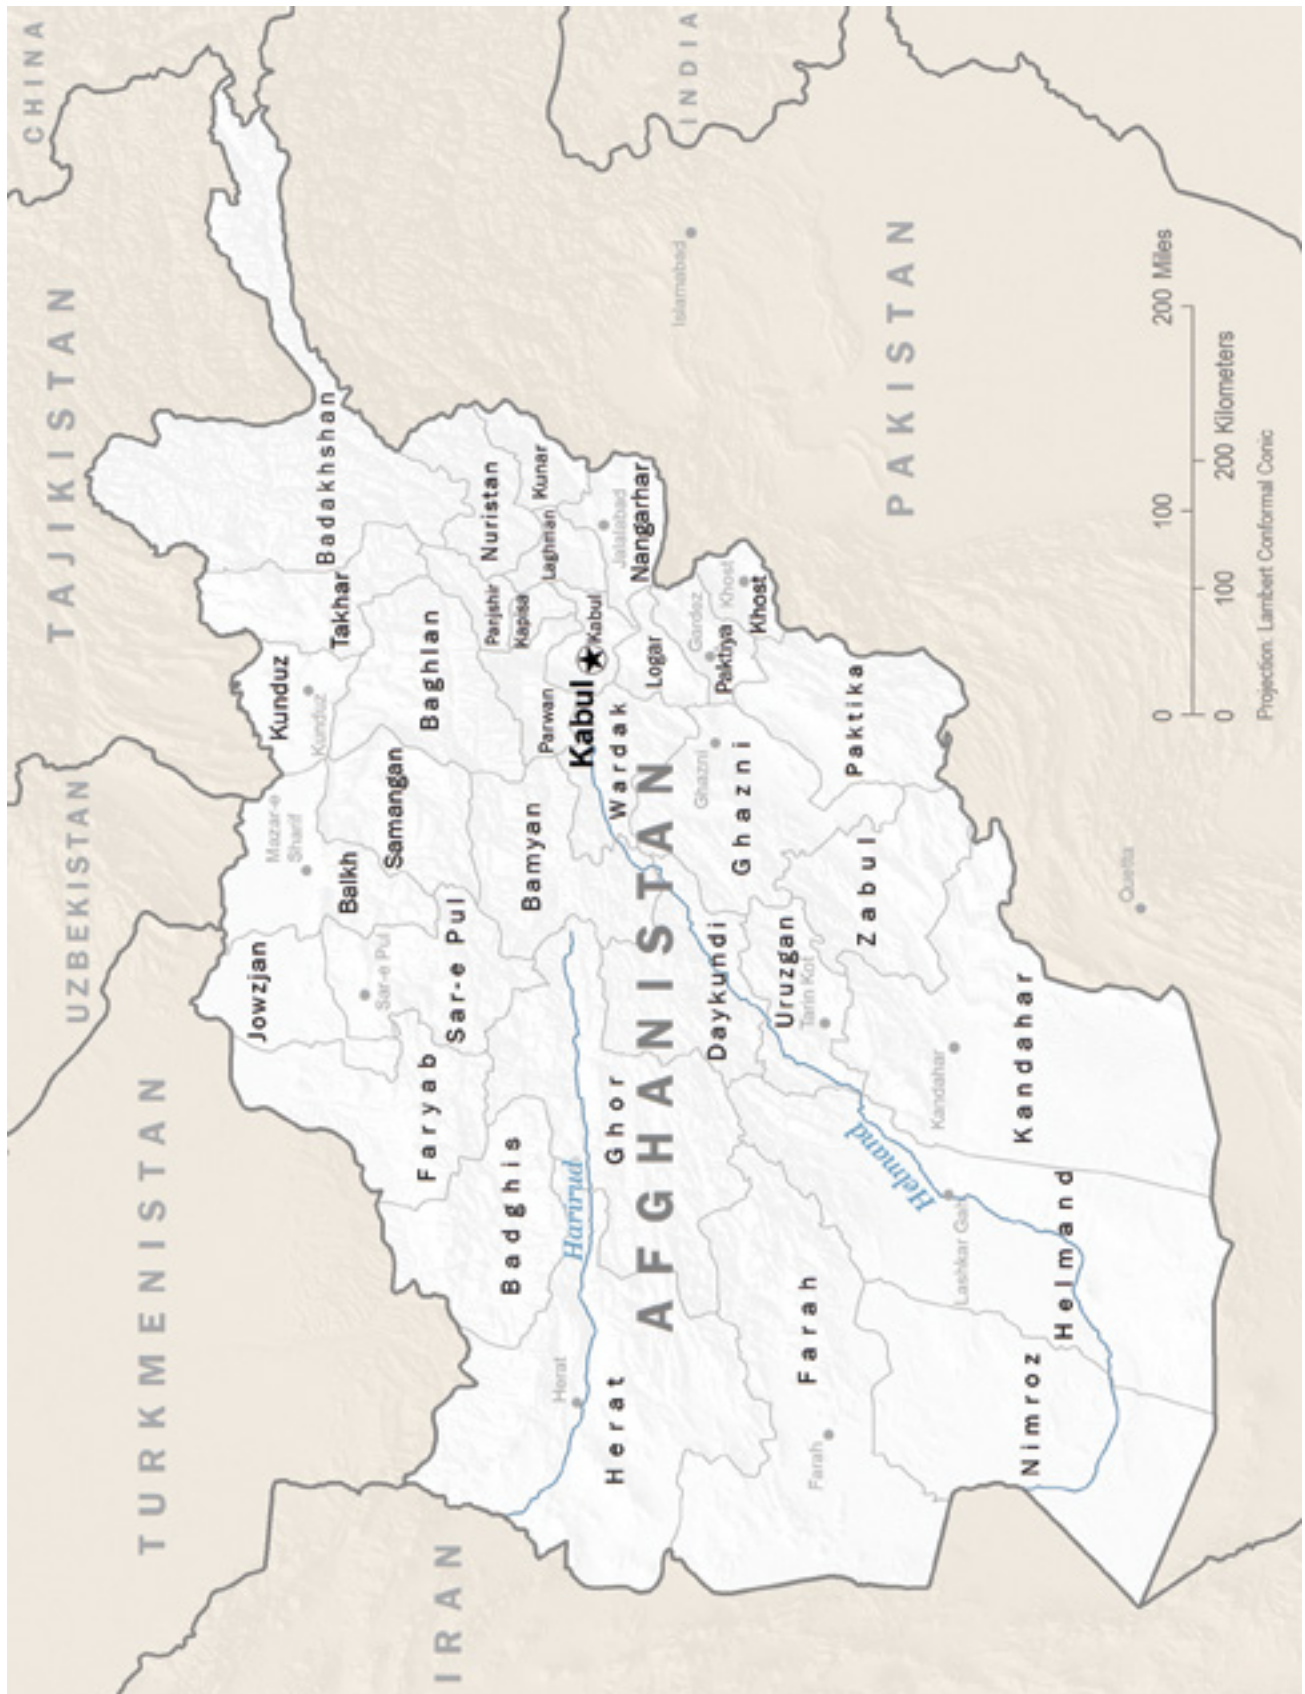 CHINA
TAJIKISTAN
UZBEKISTAN
TURKMENISTAN
IRAN
INDIA
PAKISTAN
AFGHANISTAN
Badakhshan
Takhar
Kunduz
Kunduz
Mazar-e
Sharif
Balkh
Jowzjan
Samangan
Baghlan
Sar-e Pul
Sar-e Pul
Faryab
Badghis
Nuristan
Kunar
Laghman
Panjshir
Kapisa
Parwan
Kabul
Kabul
Jalalabad
Nangarhar
Logar
Wardak
Bamyan
Gardez
Khost
Khost
Paktiya
Ghazni
Ghazni
Paktika
Zabul
Uruzgan
Tarin Kot
Daykundi
Ghor
Harirud
Herat
Herat
Farah
Farah
Helmand
Kandahar
Kandahar
Lashkar Gah
Helmand
Nimroz
Islamabad
Quetta
0 100 200 Miles
0 100 200 Kilometers
Projection: Lambert Conformal Conic